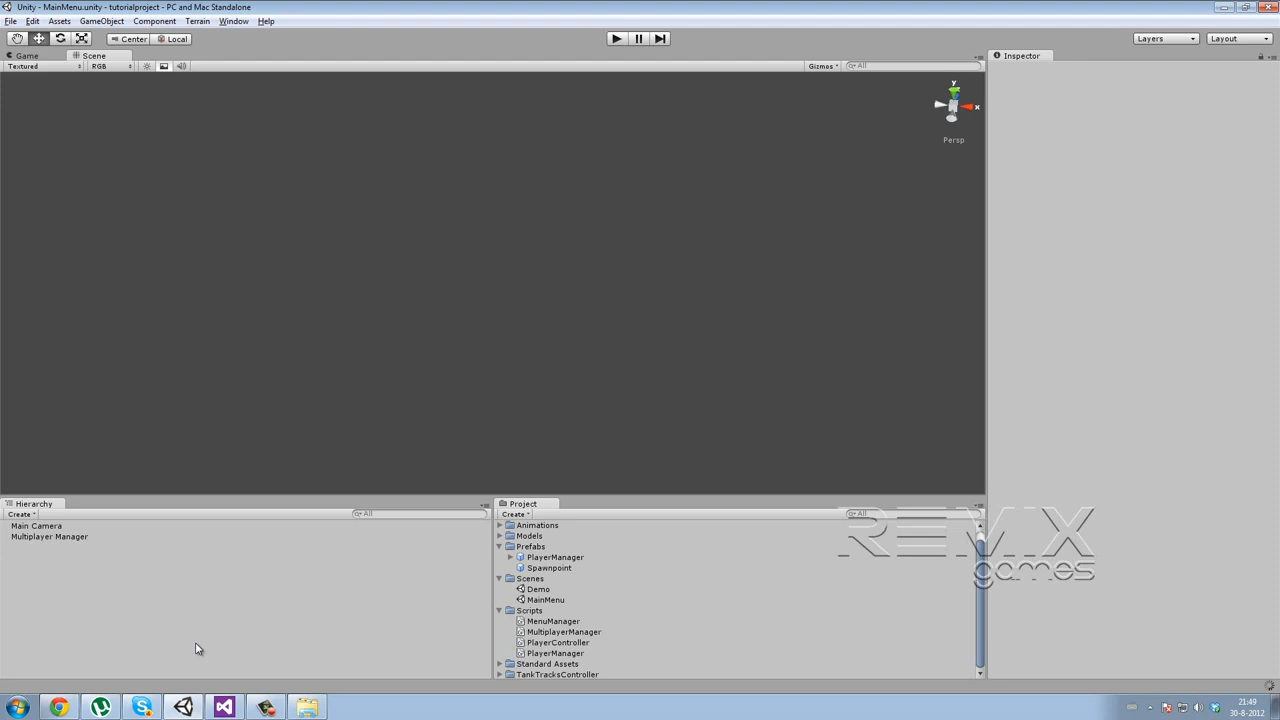 Unity - MainMenu.unity - tutorialproject - PC and Mac Standalone
File Edit Assets GameObject Component Terrain Window Help
Center Local Layers Layout
Game Scene Inspector
Textured RGB Gizmos All
y
x
Persp
Hierarchy Project
Create All Create All
Main Camera
Multiplayer Manager
Animations
Models
Prefabs
PlayerManager
Spawnpoint
Scenes
Demo
MainMenu
Scripts
MenuManager
MultiplayerManager
PlayerController
PlayerManager
Standard Assets
TankTracksController
REMIX
games
21:49
30-8-2012